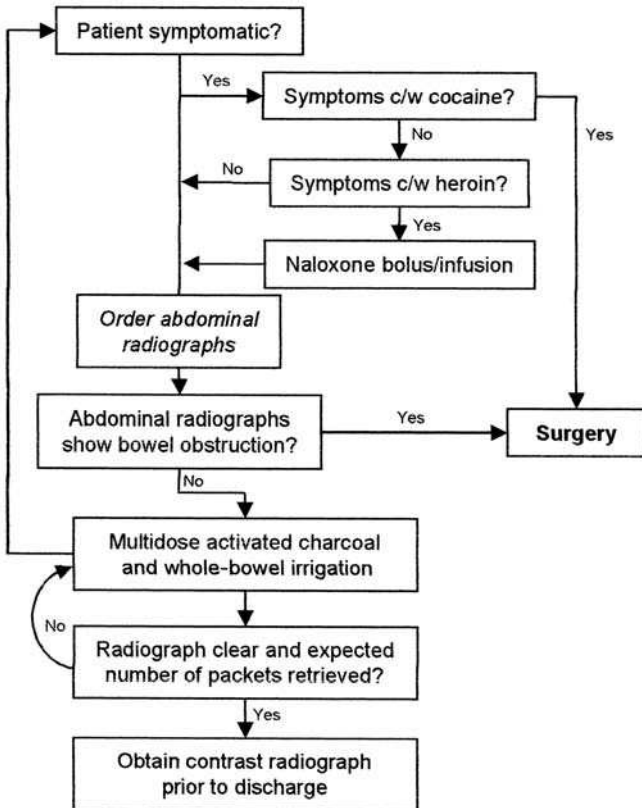 Patient symptomatic?
Yes
Symptoms c/w cocaine?
Yes
No
Symptoms c/w heroin?
No
Yes
Naloxone bolus/infusion
Order abdominal
radiographs
Abdominal radiographs
show bowel obstruction?
Yes
Surgery
No
Multidose activated charcoal
and whole-bowel irrigation
No
Radiograph clear and expected
number of packets retrieved?
Yes
Obtain contrast radiograph
prior to discharge